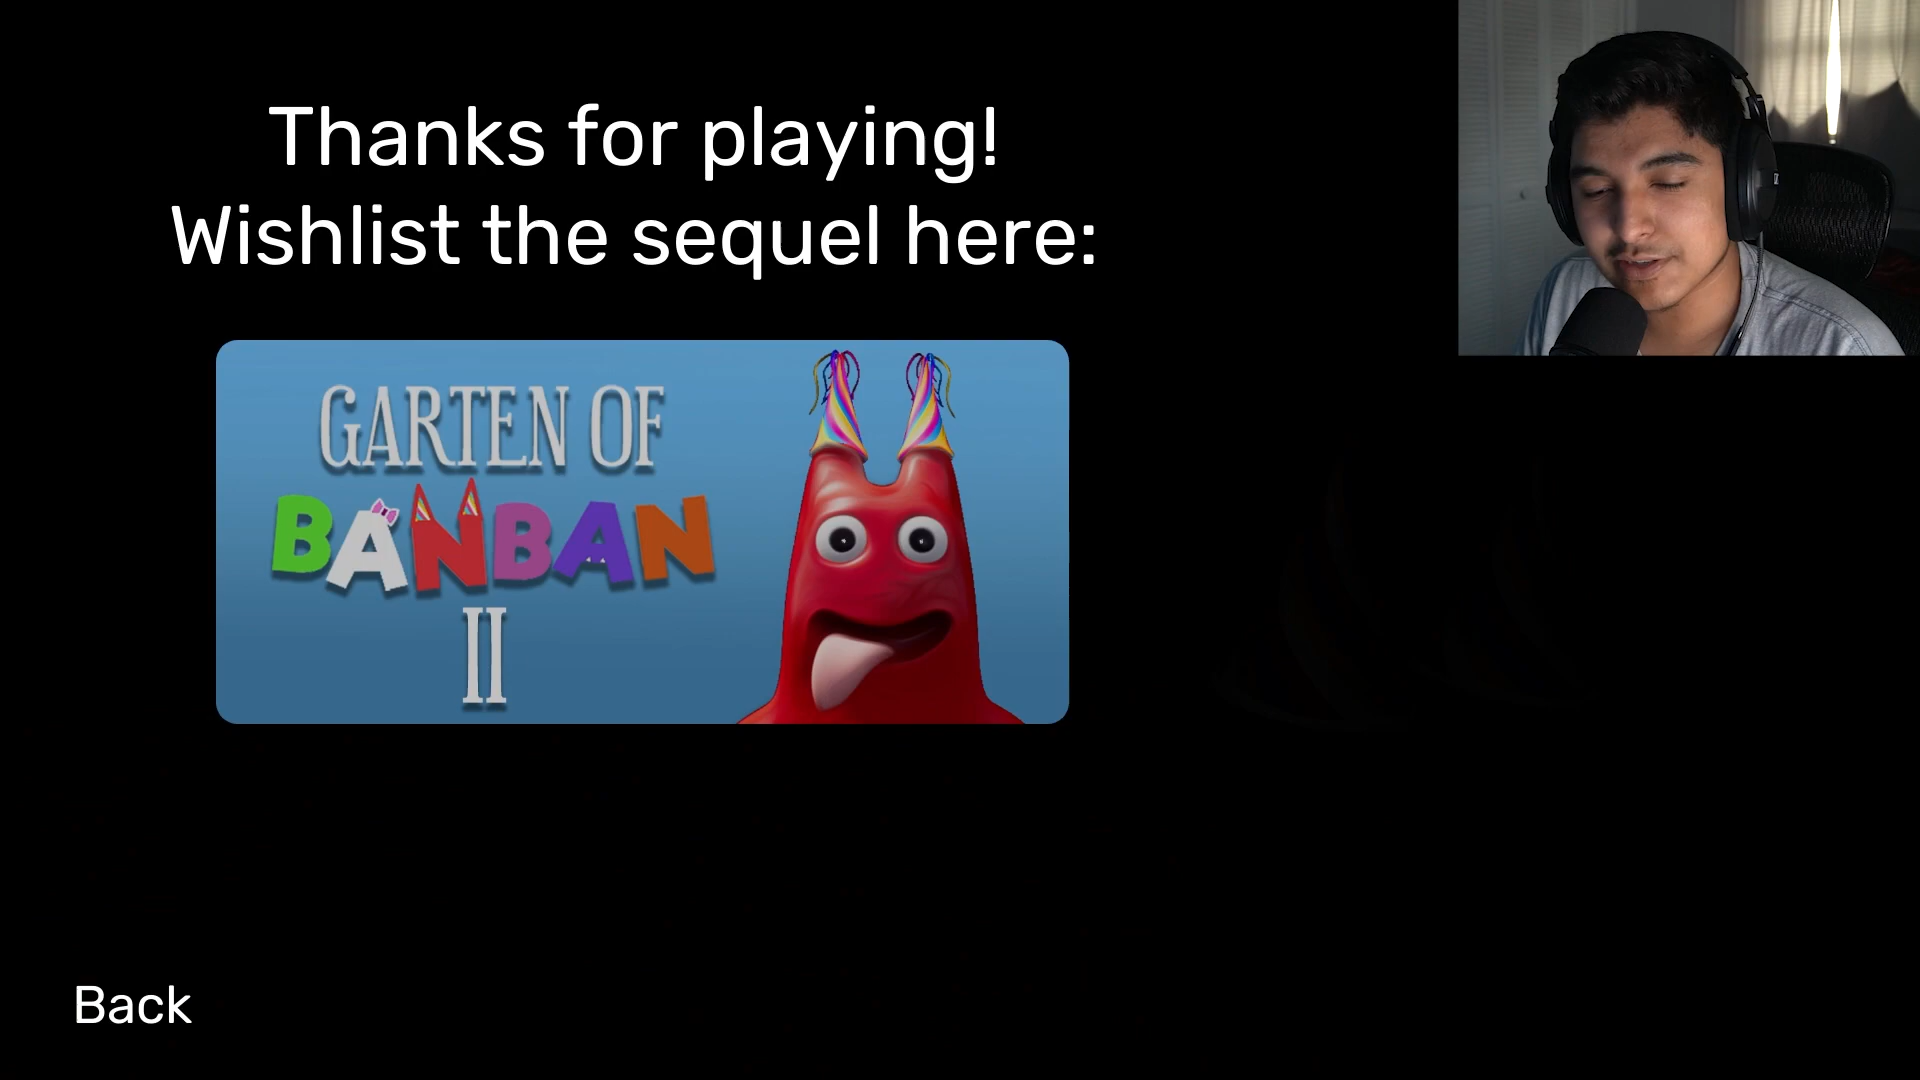 Thanks for playing!
Wishlist the sequel here:
GARTEN OF
BANBAN
II
Back